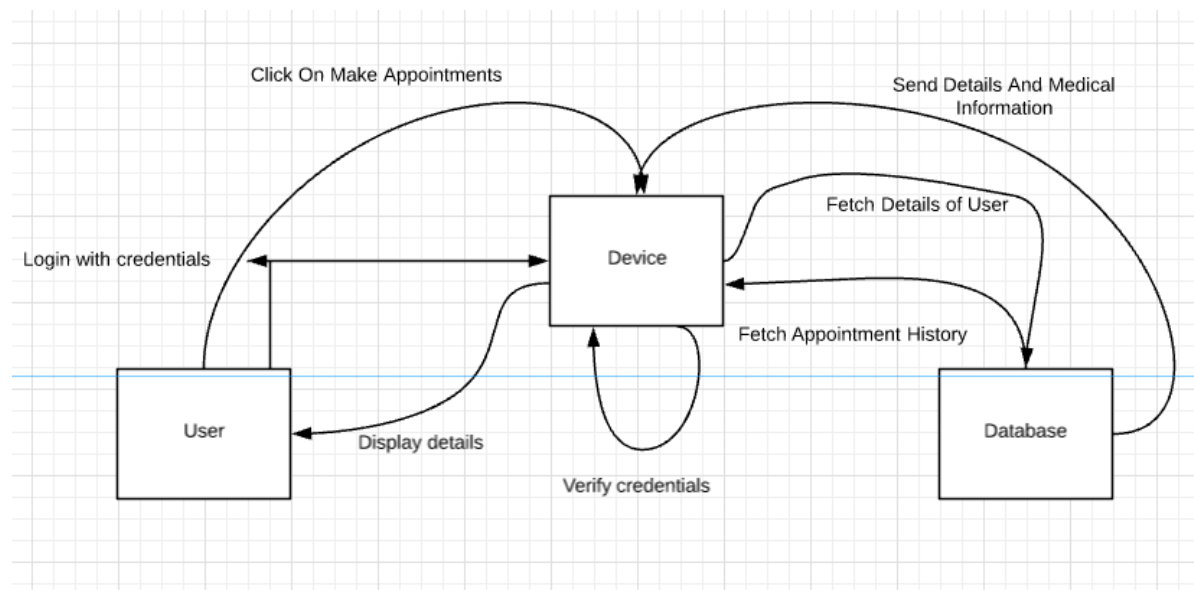 Click On Make Appointments
Send Details And Medical
Information
Fetch Details of User
Login with credentials
Device
Fetch Appointment History
User
Display details
Database
Verify credentials